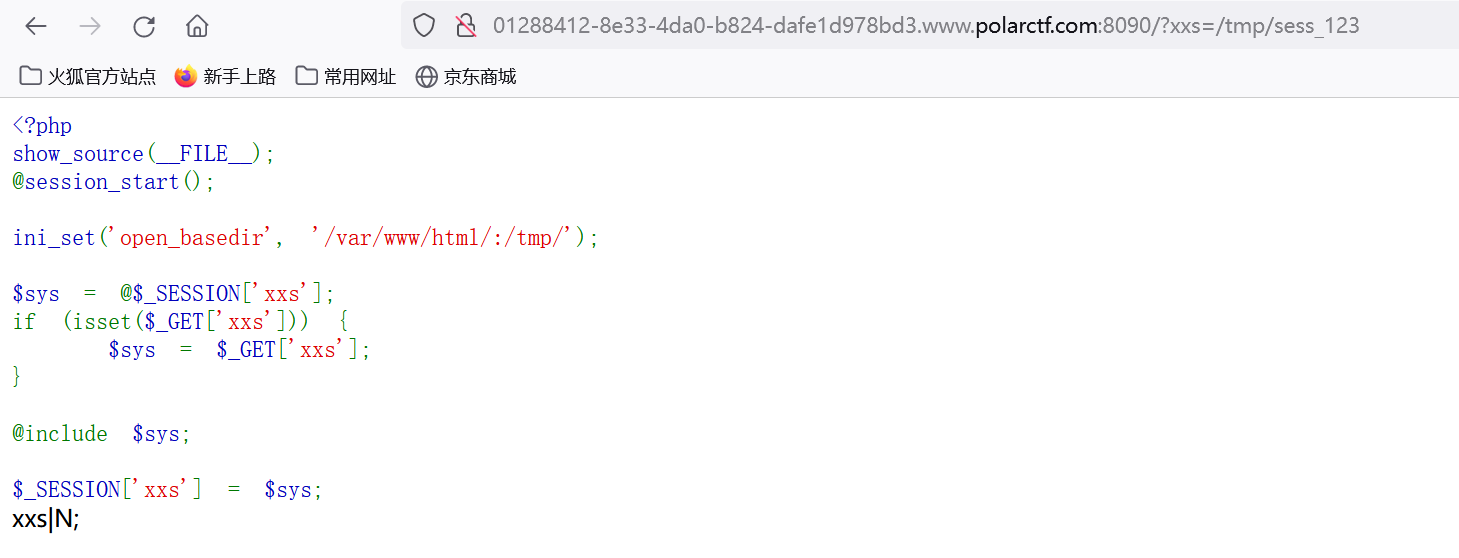 01288412-8e33-4da0-b824-dafe1d978bd3.www.polarctf.com:8090/?xxs=/tmp/sess_123
火狐官方站点 新手上路 常用网址 京东商城
<?php
show_source(__FILE__);
@session_start();
ini_set('open_basedir', '/var/www/html/:/tmp/');
$sys = @$_SESSION['xxs'];
if (isset($_GET['xxs'])) {
$sys = $_GET['xxs'];
}
@include $sys;
$_SESSION['xxs'] = $sys;
xxs|N;